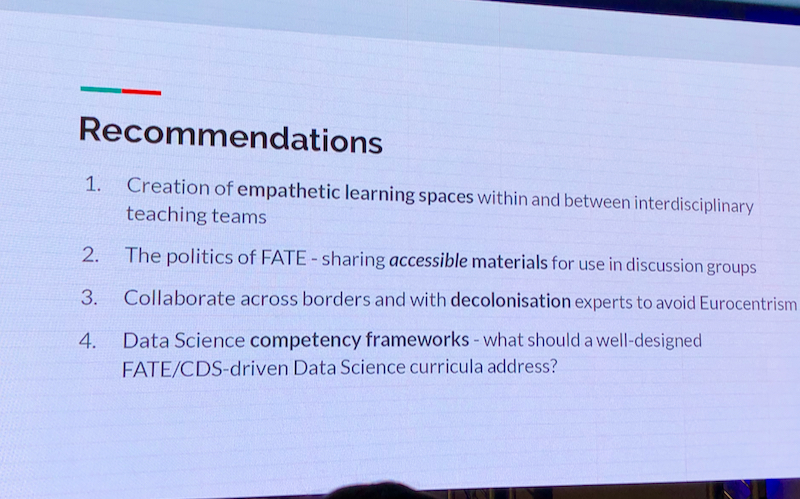 Recommendations
1. Creation of empathetic learning spaces within and between interdisciplinary
teaching teams
2. The politics of FATE - sharing accessible materials for use in discussion groups
3. Collaborate across borders and with decolonisation experts to avoid Eurocentrism
4. Data Science competency frameworks - what should a well-designed
FATE/CDS-driven Data Science curricula address?